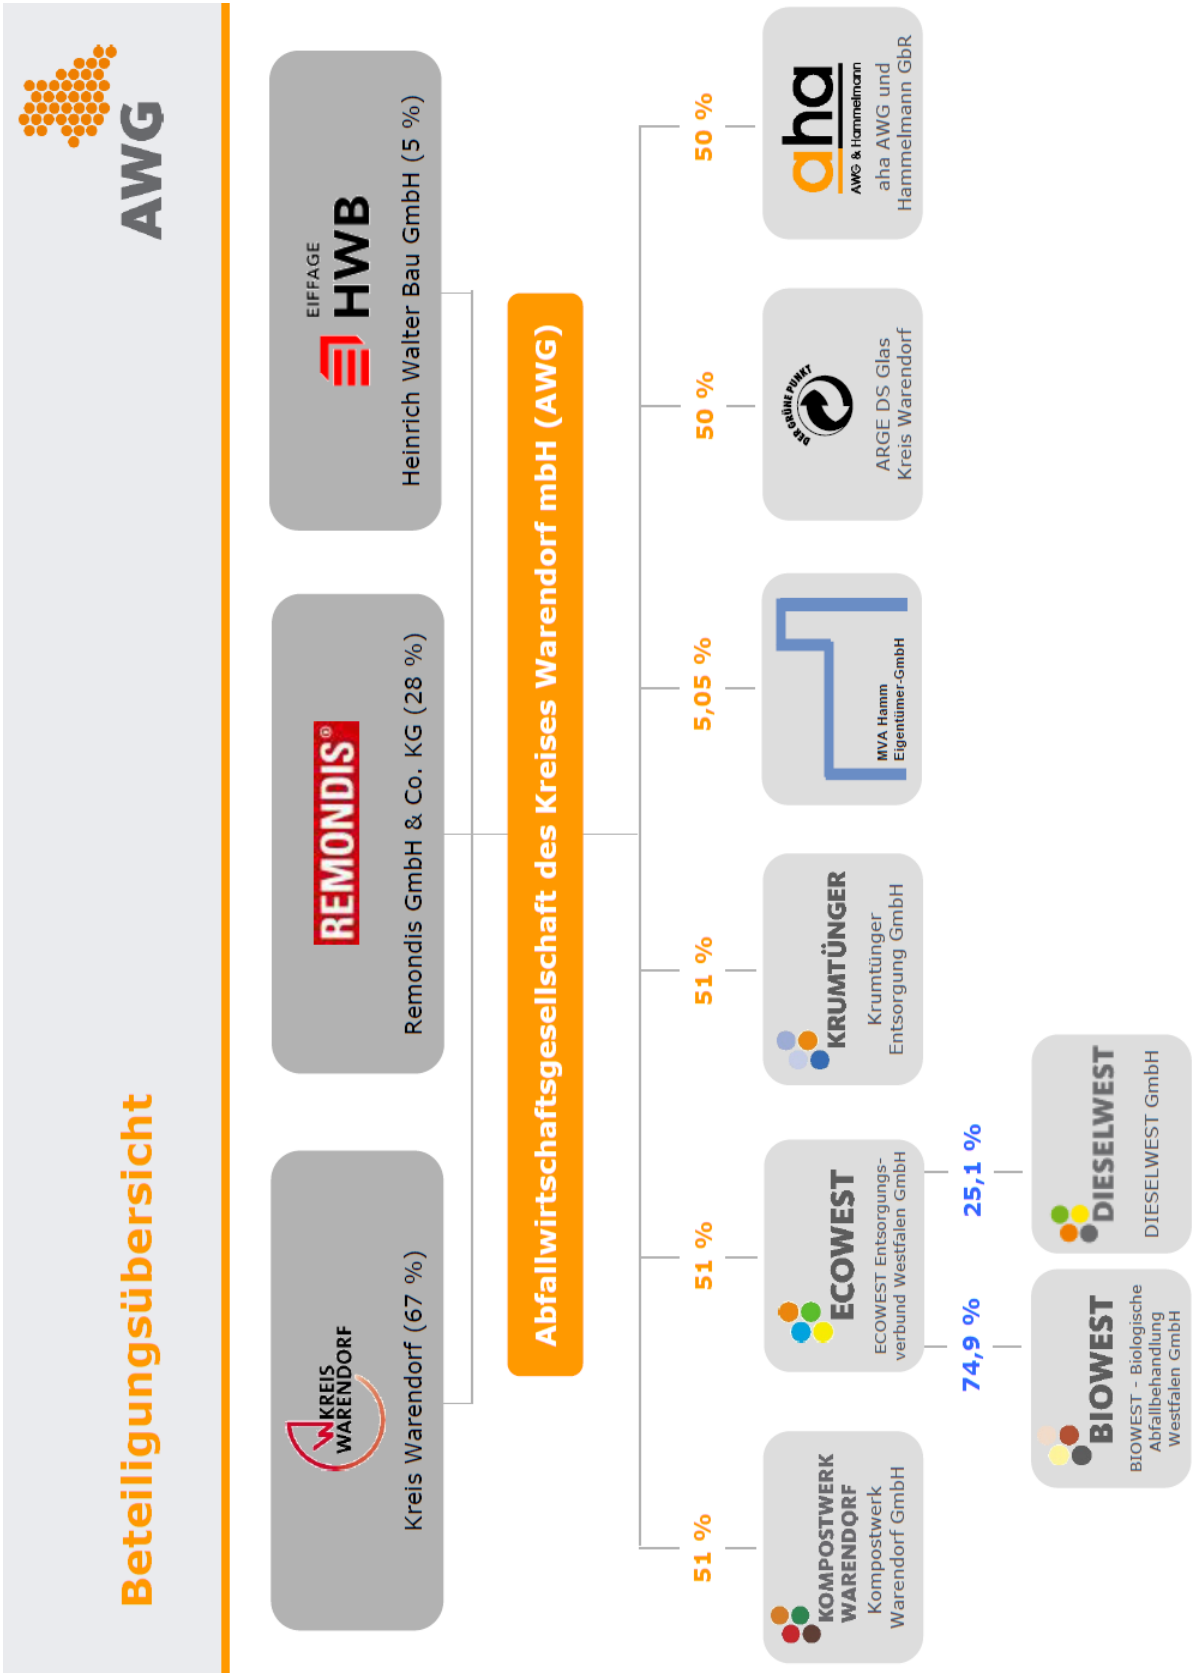 Beteiligungsübersicht
AWG
KREIS
WARENDORF
Kreis Warendorf (67 %)
REMONDIS®
Remondis GmbH & Co. KG (28 %)
EIFFAGE
HWB
Heinrich Walter Bau GmbH (5 %)
Abfallwirtschaftsgesellschaft des Kreises Warendorf mbH (AWG)
51 %
51 %
51 %
5,05 %
50 %
50 %
KOMPOSTWERK
WARENDORF
Kompostwerk
Warendorf GmbH
ECOWEST
ECOWEST Entsorgungs-
verbund Westfalen GmbH
KRUMTÜNGER
Krumtünger
Entsorgung GmbH
MVA Hamm
Eigentümer-GmbH
DER GRÜNE PUNKT
ARGE DS Glas
Kreis Warendorf
aha
AWG & Hammelmann
aha AWG und
Hammelmann GbR
74,9 %
25,1 %
BIOWEST
BIOWEST - Biologische
Abfallbehandlung
Westfalen GmbH
DIESELWEST
DIESELWEST GmbH